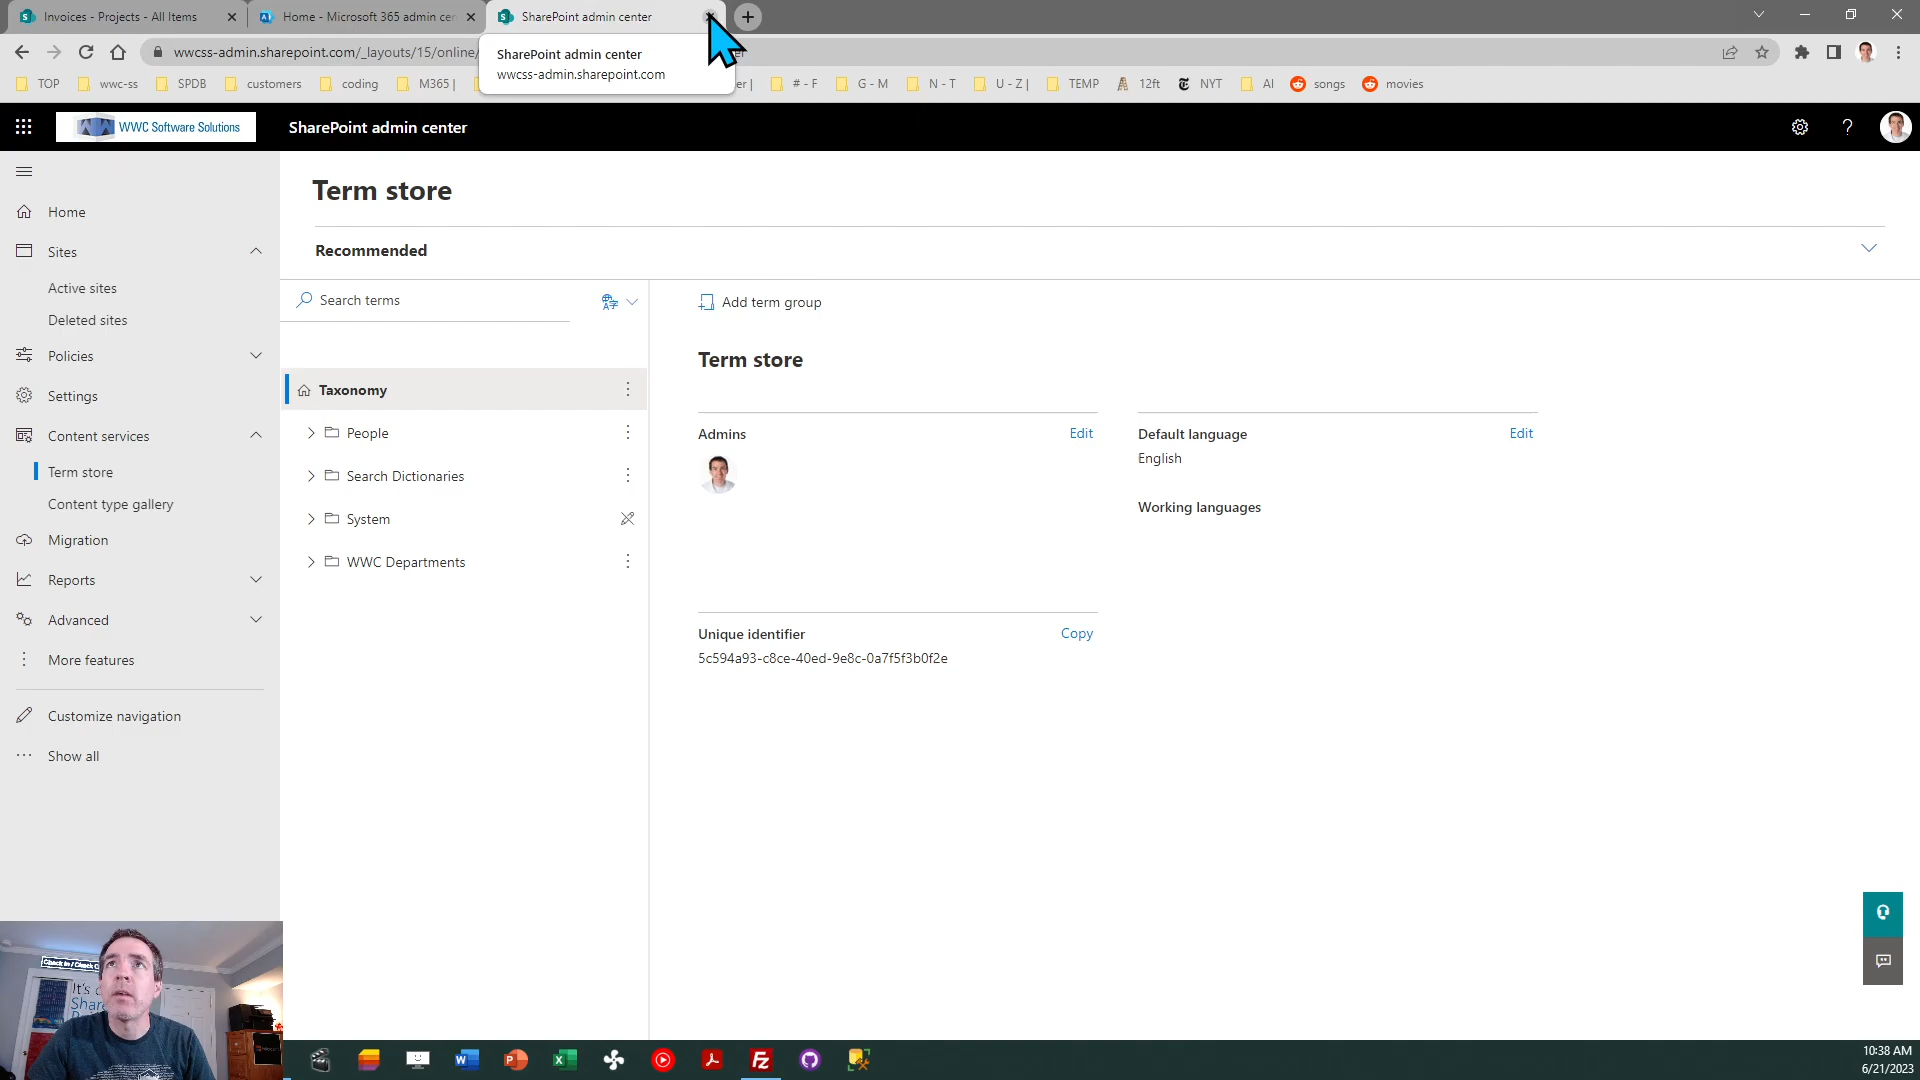 Invoices - Projects - All Items
Home - Microsoft 365 admin cen
SharePoint admin center
wwcss-admin.sharepoint.com/_layouts/15/online/
SharePoint admin center
wwcss-admin.sharepoint.com
TOP
wwc-ss
SPDB
customers
coding
M365 |
er |
# - F
G - M
N - T
U - Z |
TEMP
12ft
NYT
AI
songs
movies
WWC Software Solutions
SharePoint admin center
Home
Sites
Active sites
Deleted sites
Policies
Settings
Content services
Term store
Content type gallery
Migration
Reports
Advanced
More features
Customize navigation
Show all
Term store
Recommended
Search terms
Taxonomy
People
Search Dictionaries
System
WWC Departments
Add term group
Term store
Admins
Edit
Default language
Edit
English
Working languages
Unique identifier
Copy
5c594a93-c8ce-40ed-9e8c-0a7f5f3b0f2e
It's
Share
10:38 AM
6/21/2023